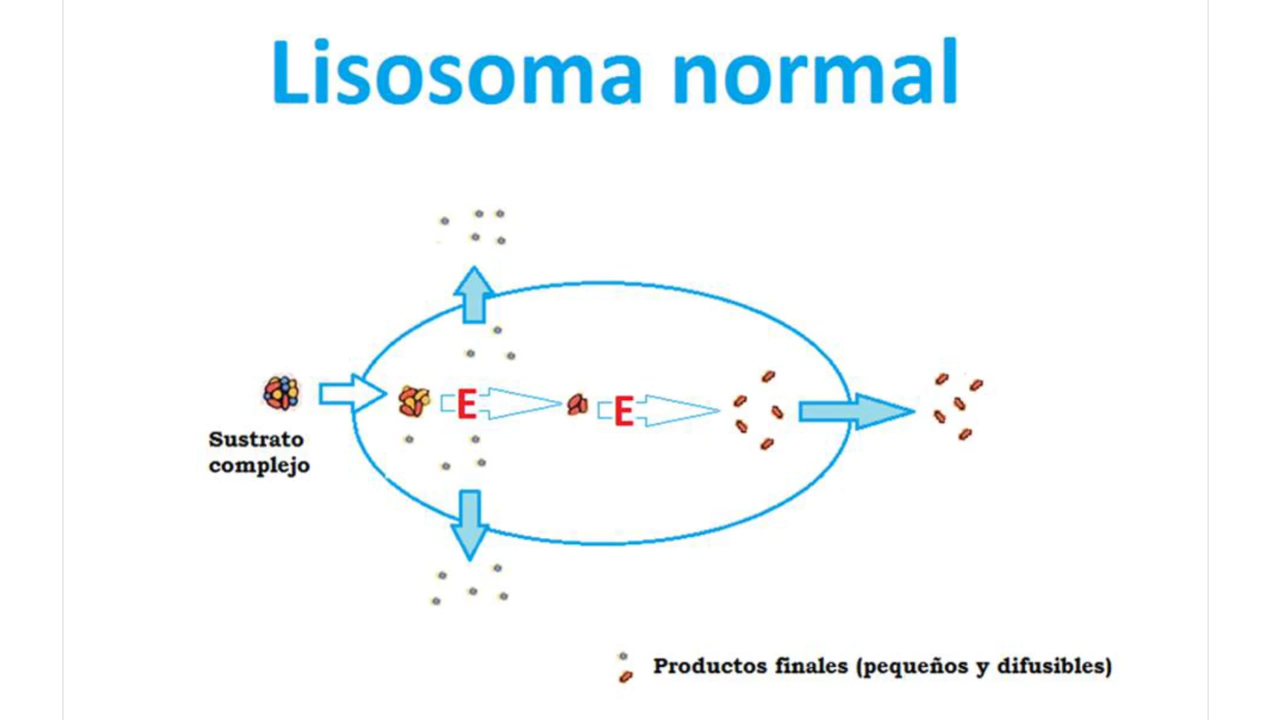 Lisosoma normal
E
E
Sustrato
complejo
Productos finales (pequeños y difusibles)